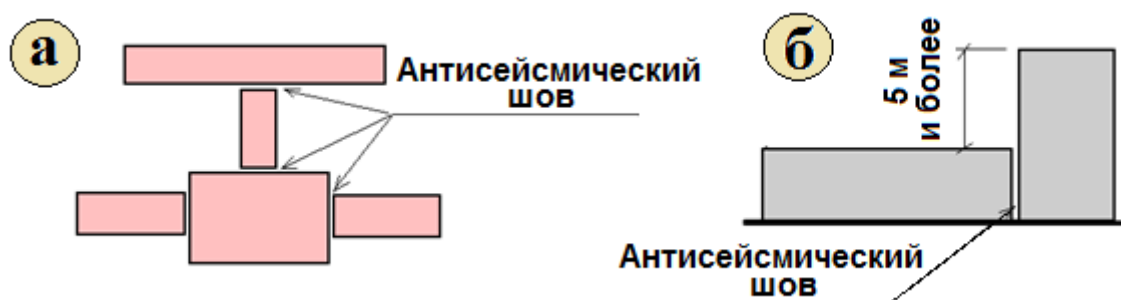 а
Антисейсмический
шов
б
5 м
и более
Антисейсмический
шов